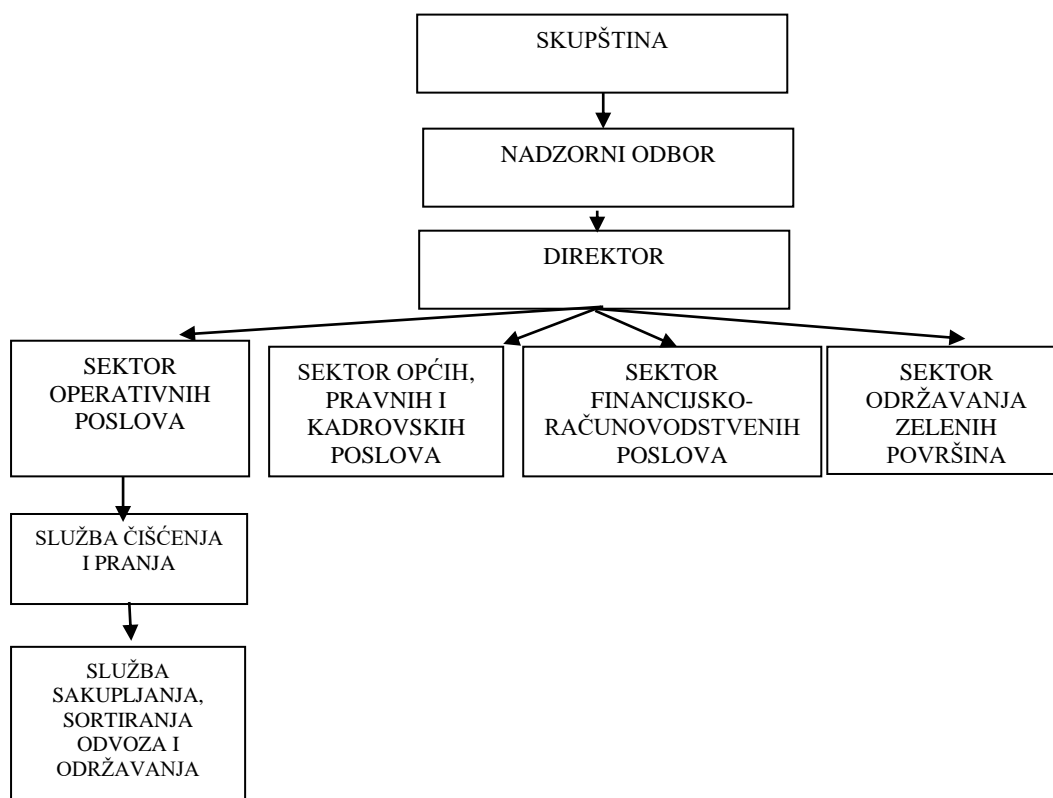 SKUPŠTINA
NADZORNI ODBOR
DIREKTOR
SEKTOR
OPERATIVNIH
POSLOVA
SEKTOR OPĆIH,
PRAVNIH I
KADROVSKIH
POSLOVA
SEKTOR
FINANCIJSKO-
RAČUNOVODSTVENIH
POSLOVA
SEKTOR
ODRŽAVANJA
ZELENIH
POVRŠINA
SLUŽBA ČIŠĆENJA
I PRANJA
SLUŽBA
SAKUPLJANJA,
SORTIRANJA
ODVOZA I
ODRŽAVANJA